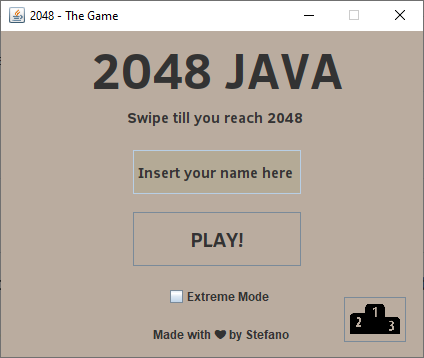 2048 - The Game
2048 JAVA
Swipe till you reach 2048
Insert your name here
PLAY!
Extreme Mode
2 1 3
Made with ❤ by Stefano